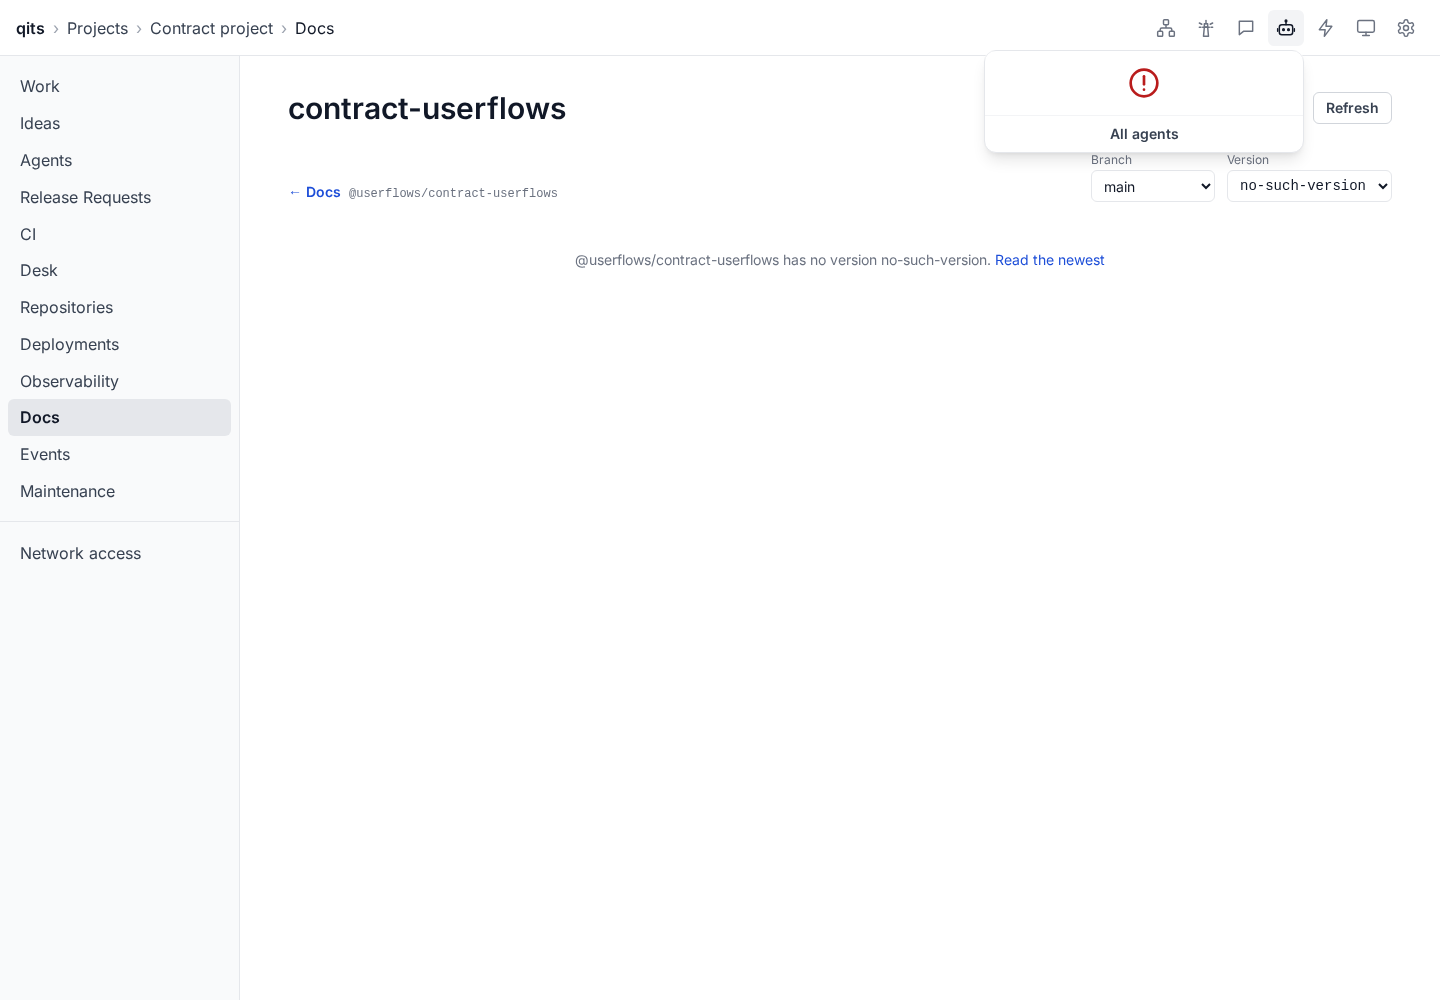 qits › Projects › Contract project › Docs
Work
Ideas
Agents
Release Requests
CI
Desk
Repositories
Deployments
Observability
Docs
Events
Maintenance
Network access
contract-userflows
Refresh
All agents
← Docs @userflows/contract-userflows
Branch
main
Version
no-such-version
@userflows/contract-userflows has no version no-such-version. Read the newest